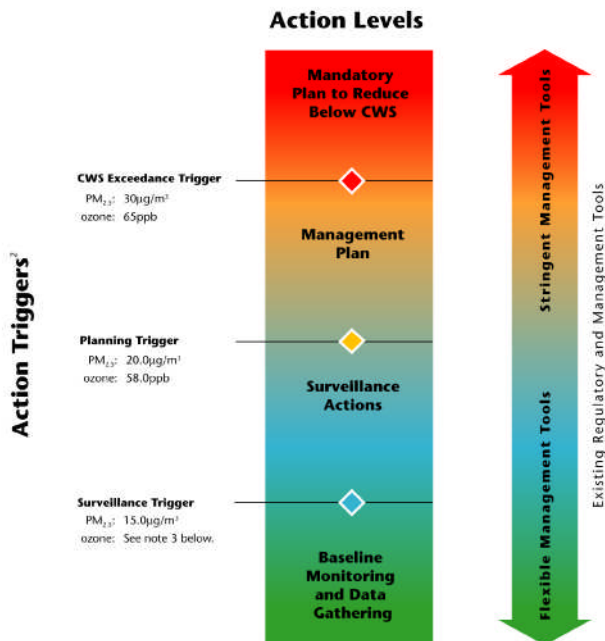 Action Levels
Mandatory
Plan to Reduce
Below CWS
CWS Exceedance Trigger
PM2.5: 30µg/m³
ozone: 65ppb
Management
Plan
Planning Trigger
PM2.5: 20.0µg/m³
ozone: 58.0ppb
Surveillance
Actions
Surveillance Trigger
PM2.5: 15.0µg/m³
ozone: See note 3 below.
Baseline
Monitoring
and Data
Gathering
Action Triggers²
Stringent Management Tools
Flexible Management Tools
Existing Regulatory and Management Tools